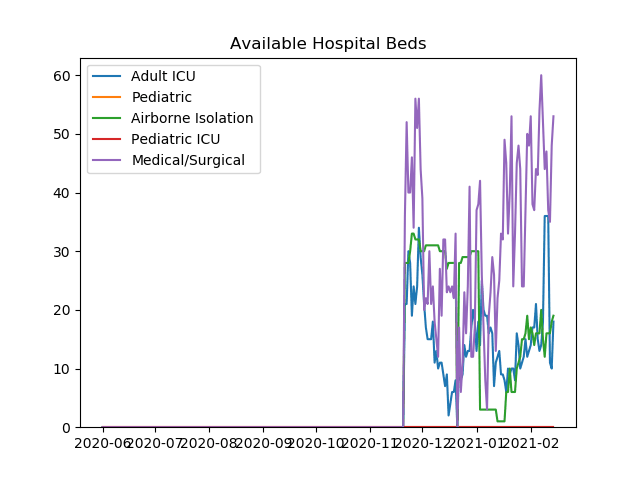 Available Hospital Beds
Adult ICU
Pediatric
Airborne Isolation
Pediatric ICU
Medical/Surgical
60
50
40
30
20
10
0
2020-06 2020-07 2020-08 2020-09 2020-10 2020-11 2020-12 2021-01 2021-02